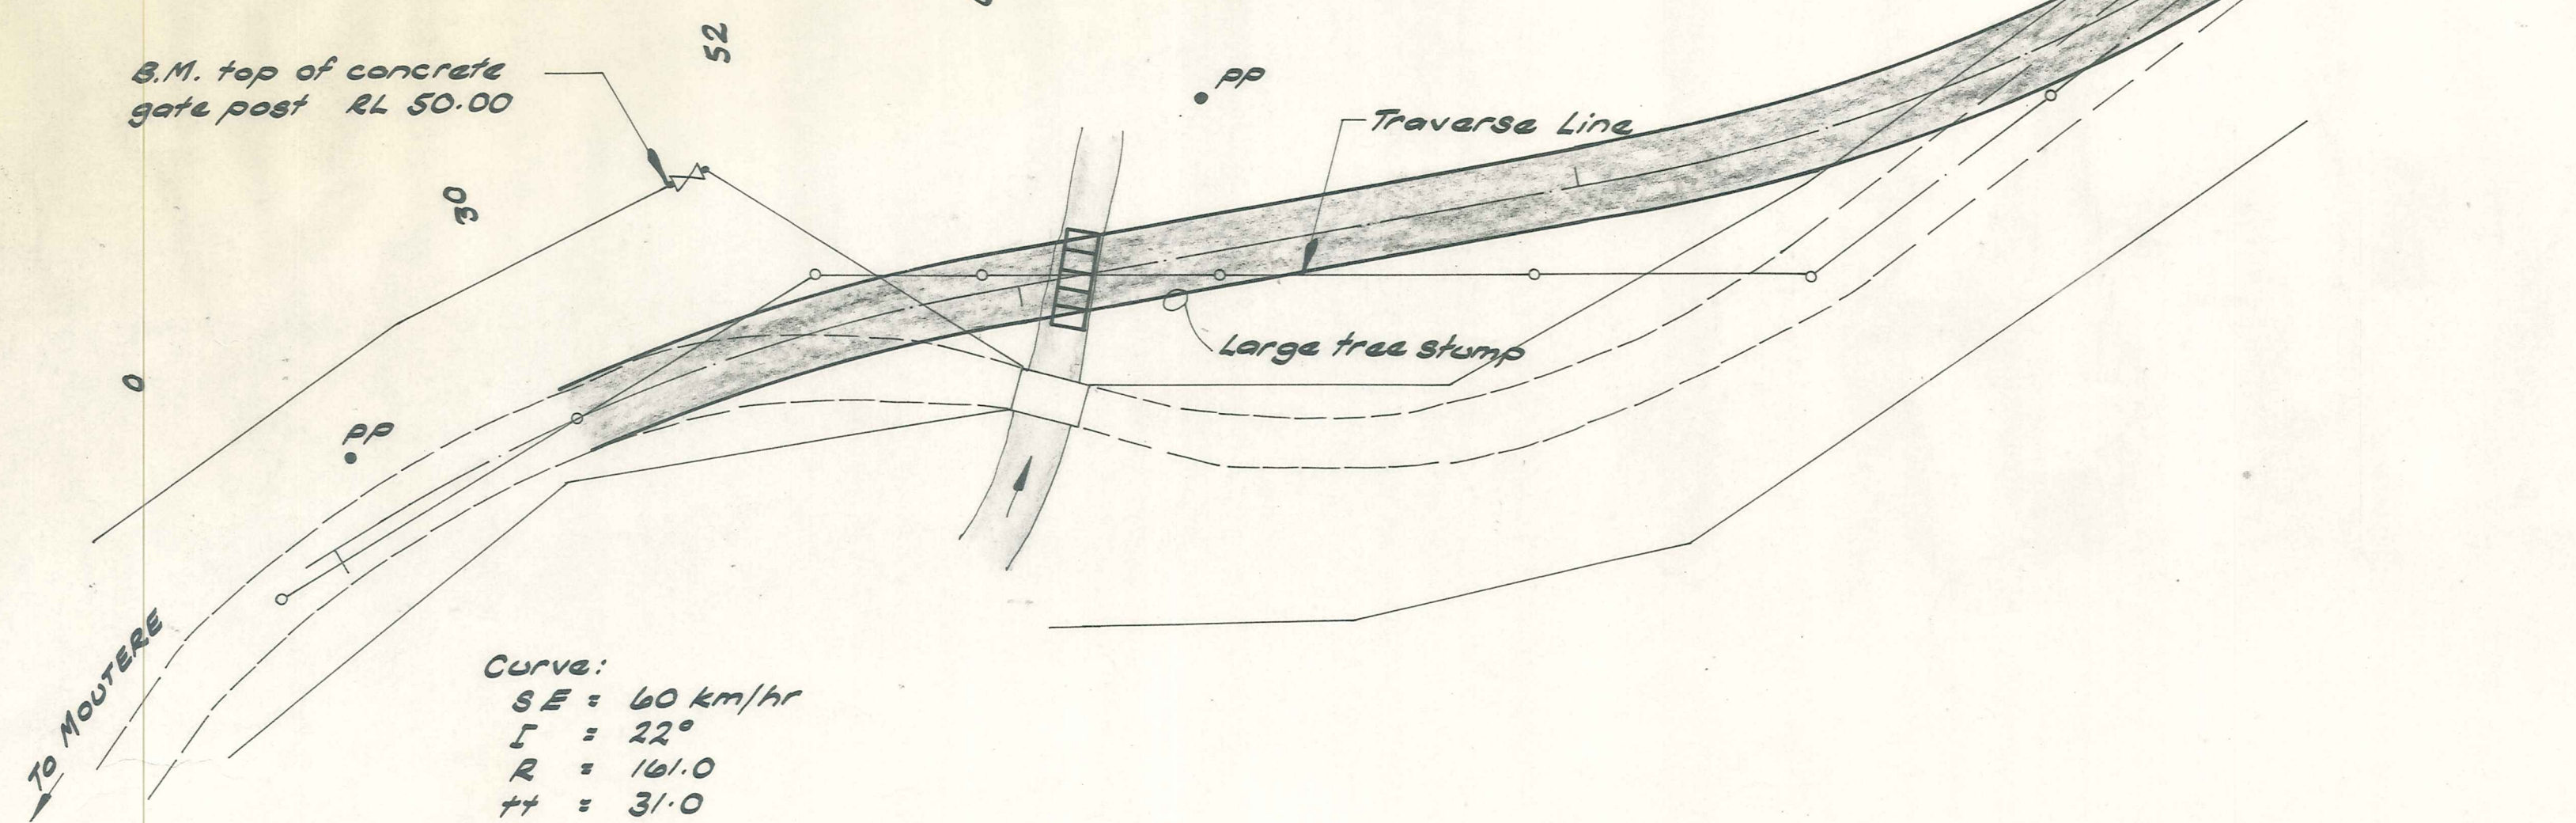 B.M. top of concrete
gate post RL 50.00
52
30
0
PP
PP
Traverse Line
Large tree stump
TO MOUTERE
Curve:
SE = 60 km/hr
I = 22°
R = 161.0
tt = 31.0